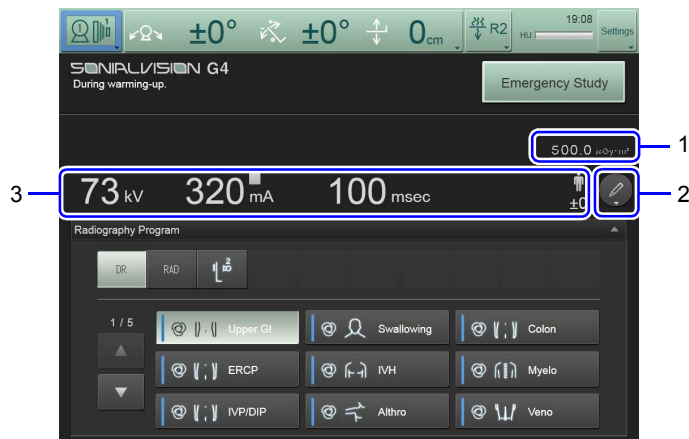 ±0° ±0° 0cm R2 HU 19:08 Settings
SONIALVISION G4
During warming-up.
Emergency Study
500.0 μGy·m² 1
3 73 kV 320 mA 100 msec ±0 2
Radiography Program
DR RAD
1 / 5
Upper GI Swallowing Colon
ERCP IVH Myelo
IVP/DIP Althro Veno